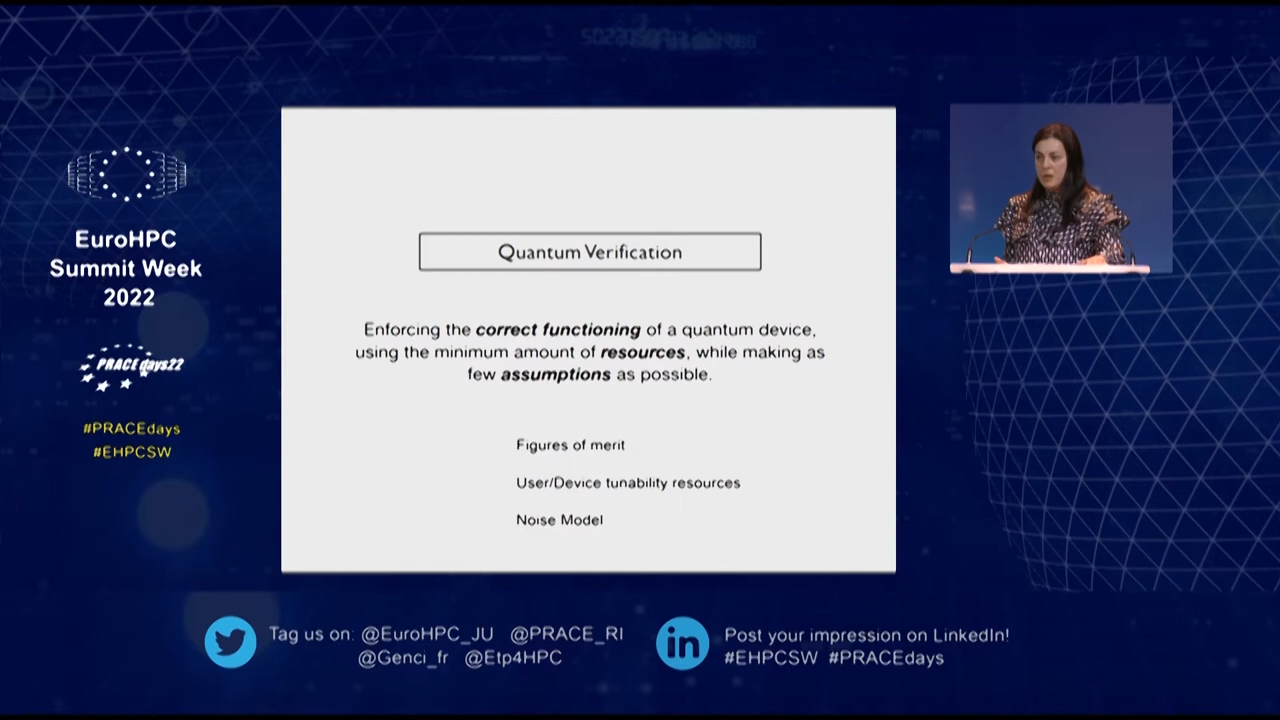 EuroHPC
Summit Week
2022
PRACEdays22
#PRACEdays
#EHPCSW
Quantum Verification
Enforcing the correct functioning of a quantum device,
using the minimum amount of resources, while making as
few assumptions as possible.
Figures of merit
User/Device tunability resources
Noise Model
Tag us on: @EuroHPC_JU @PRACE_RI
@Genci_fr @Etp4HPC
in
Post your impression on LinkedIn!
#EHPCSW #PRACEdays